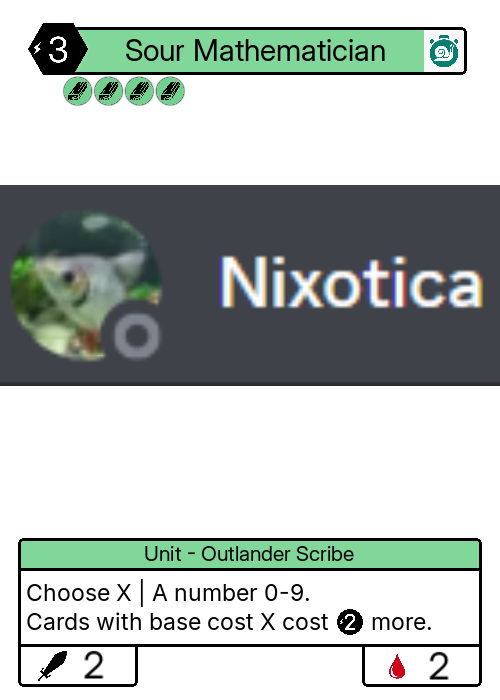 3 Sour Mathematician
Nixotica
Unit - Outlander Scribe
Choose X | A number 0-9.
Cards with base cost X cost 2 more.
2 2